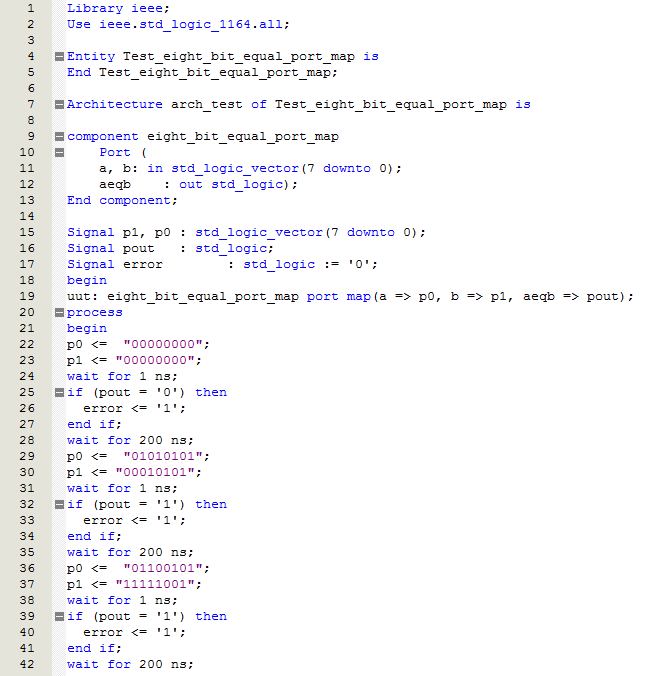 1 Library ieee;
2 Use ieee.std_logic_1164.all;
3
4 Entity Test_eight_bit_equal_port_map is
5 End Test_eight_bit_equal_port_map;
6
7 Architecture arch_test of Test_eight_bit_equal_port_map is
8
9 component eight_bit_equal_port_map
10 Port (
11 a, b: in std_logic_vector(7 downto 0);
12 aeqb : out std_logic);
13 End component;
14
15 Signal p1, p0 : std_logic_vector(7 downto 0);
16 Signal pout : std_logic;
17 Signal error : std_logic := '0';
18 begin
19 uut: eight_bit_equal_port_map port map(a => p0, b => p1, aeqb => pout);
20 process
21 begin
22 p0 <= "00000000";
23 p1 <= "00000000";
24 wait for 1 ns;
25 if (pout = '0') then
26 error <= '1';
27 end if;
28 wait for 200 ns;
29 p0 <= "01010101";
30 p1 <= "00010101";
31 wait for 1 ns;
32 if (pout = '1') then
33 error <= '1';
34 end if;
35 wait for 200 ns;
36 p0 <= "01100101";
37 p1 <= "11111001";
38 wait for 1 ns;
39 if (pout = '1') then
40 error <= '1';
41 end if;
42 wait for 200 ns;